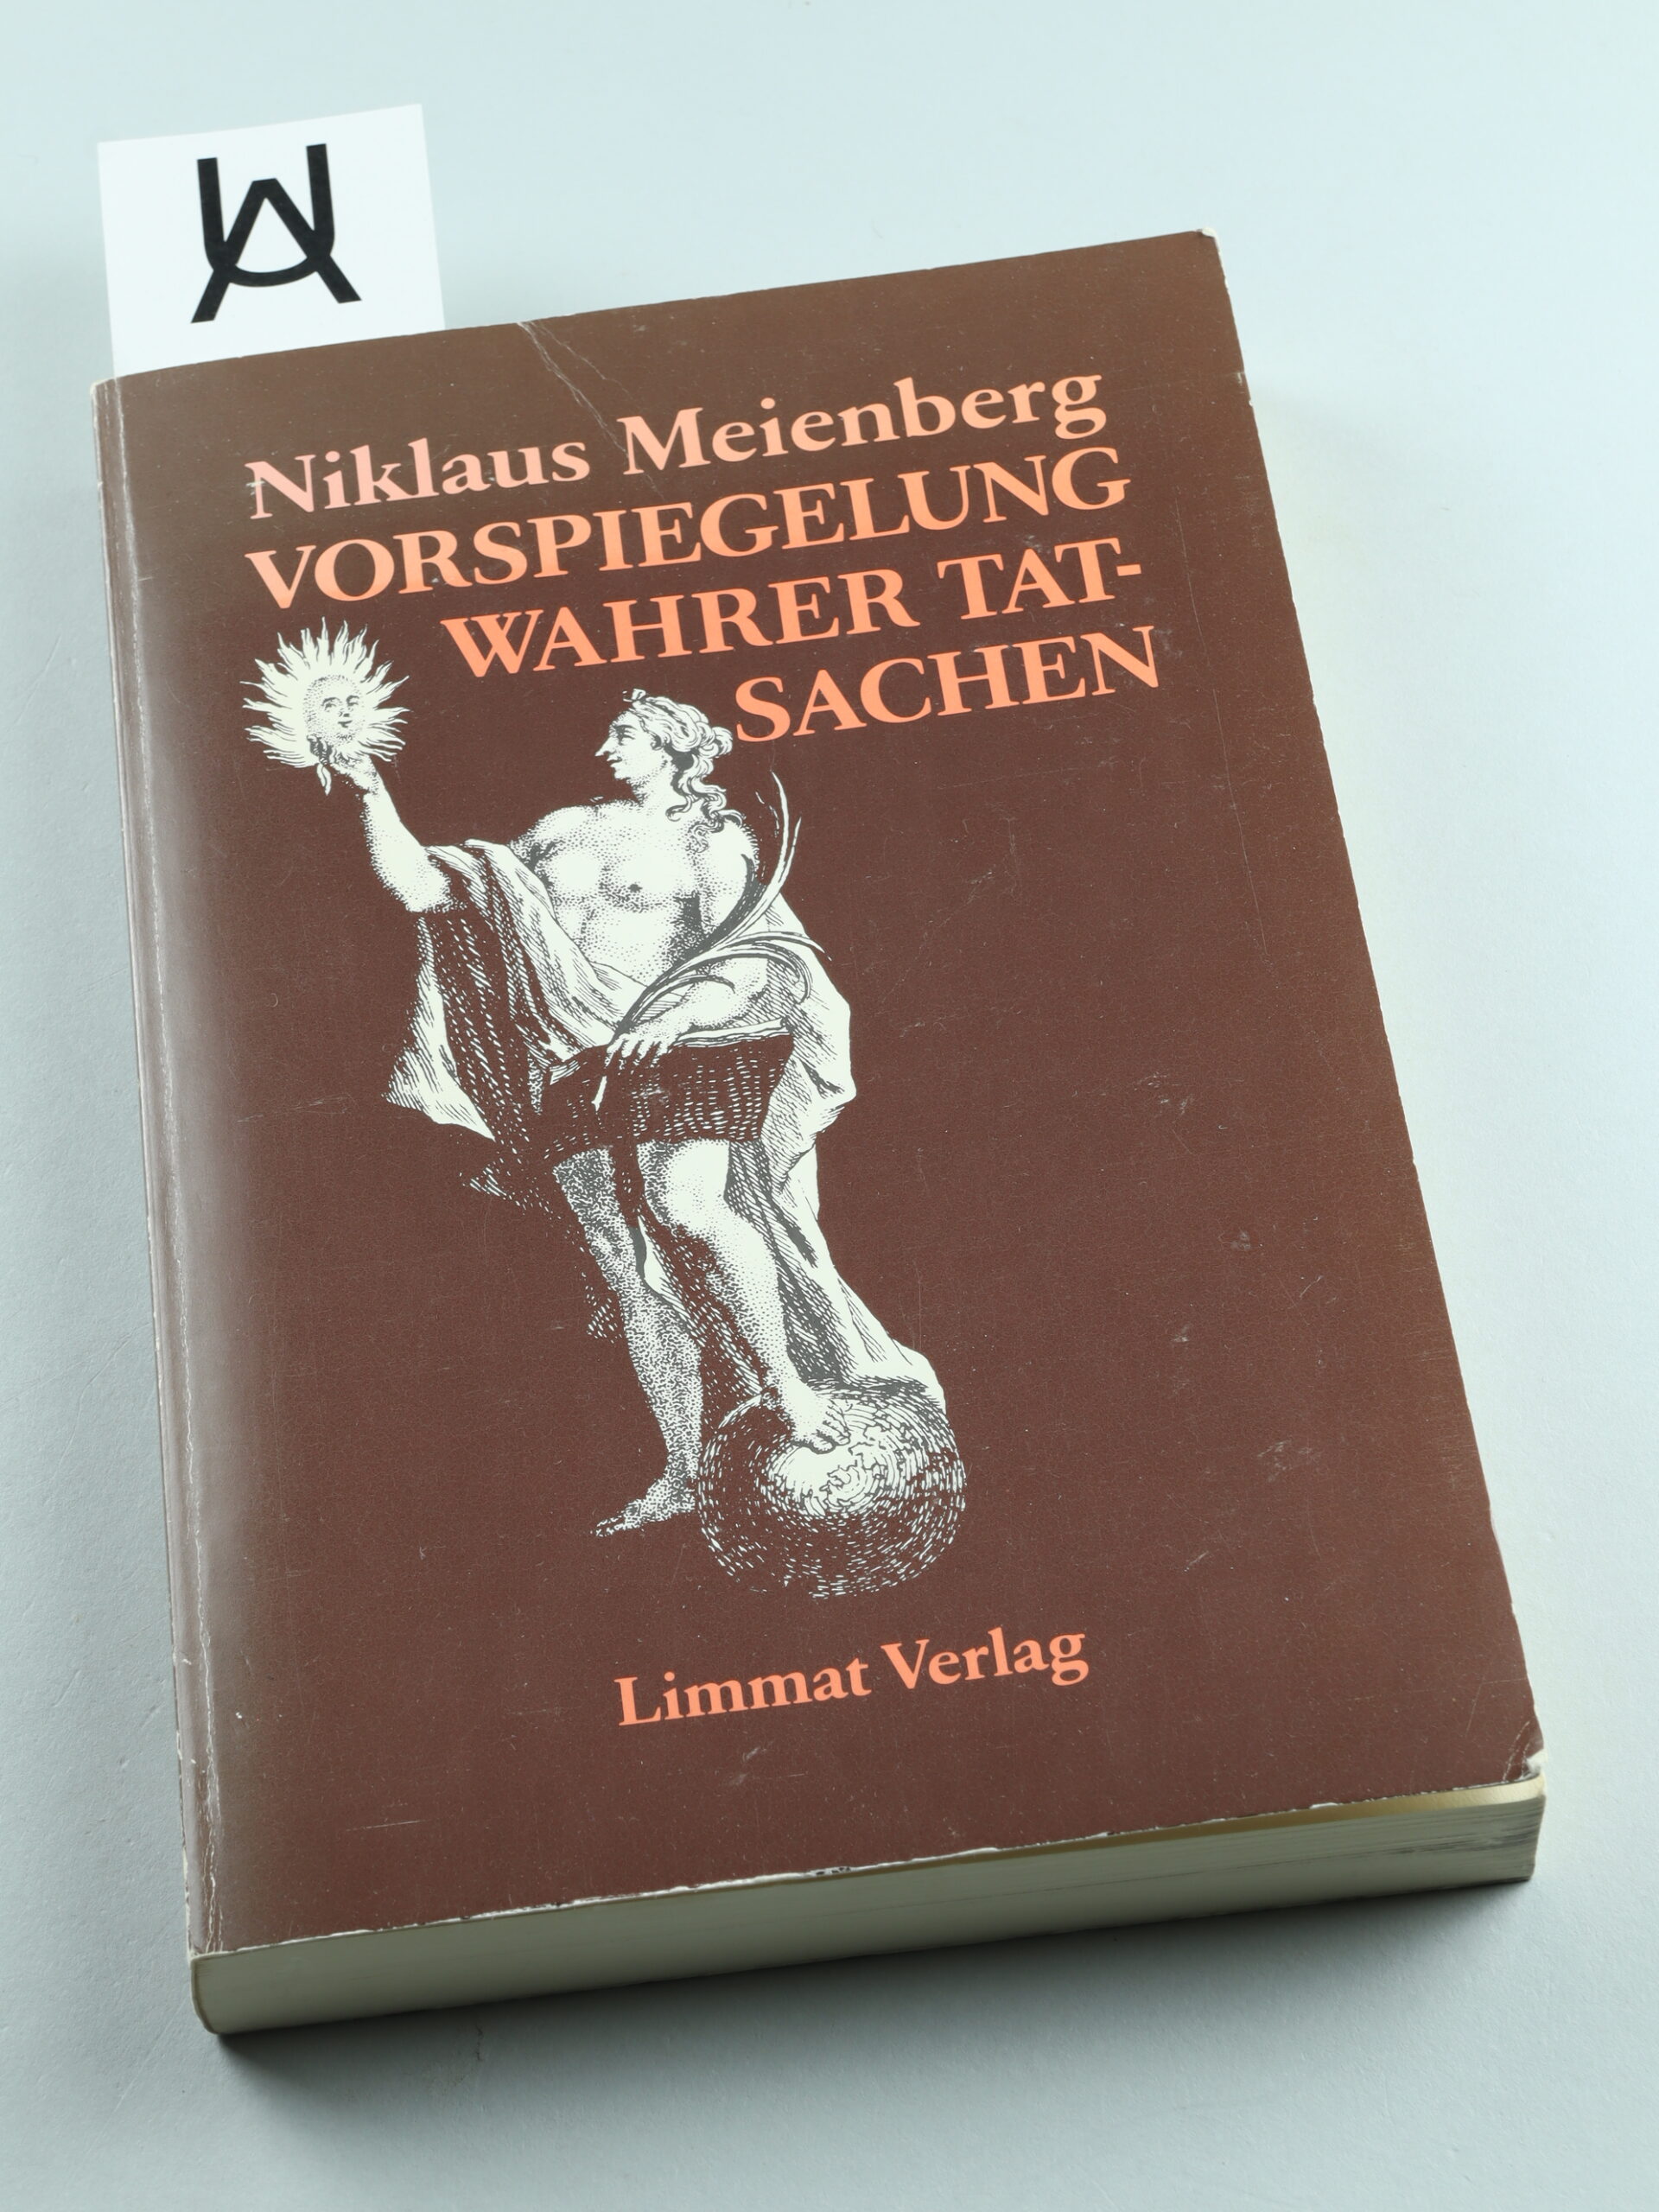 Niklaus Meienberg
VORSPIEGELUNG
WAHRER TAT-
SACHEN
Limmat Verlag